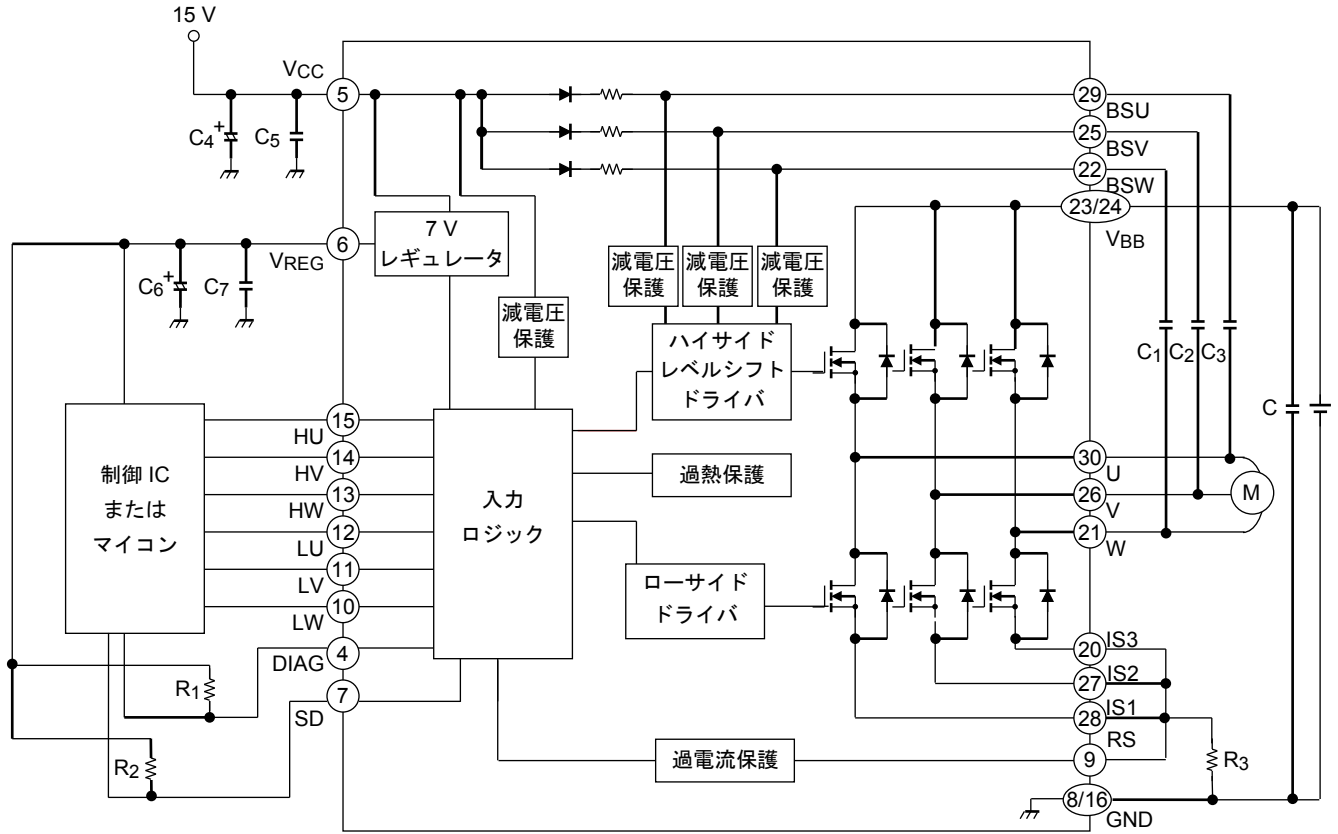 15 V
VCC
5
C4
+
C5
29
BSU
25
BSV
22
BSW
23/24
VBB
6
VREG
7 V
レギュレータ
C6
+
C7
減電圧
保護
減電圧
保護
減電圧
保護
減電圧
保護
ハイサイド
レベルシフト
ドライバ
C1
C2
C3
C
制御 IC
または
マイコン
15
HU
14
HV
13
HW
12
LU
11
LV
10
LW
4
DIAG
7
SD
R1
R2
入力
ロジック
過熱保護
ローサイド
ドライバ
30
U
26
V
21
W
M
20
IS3
27
IS2
28
IS1
RS
9
過電流保護
R3
8/16
GND